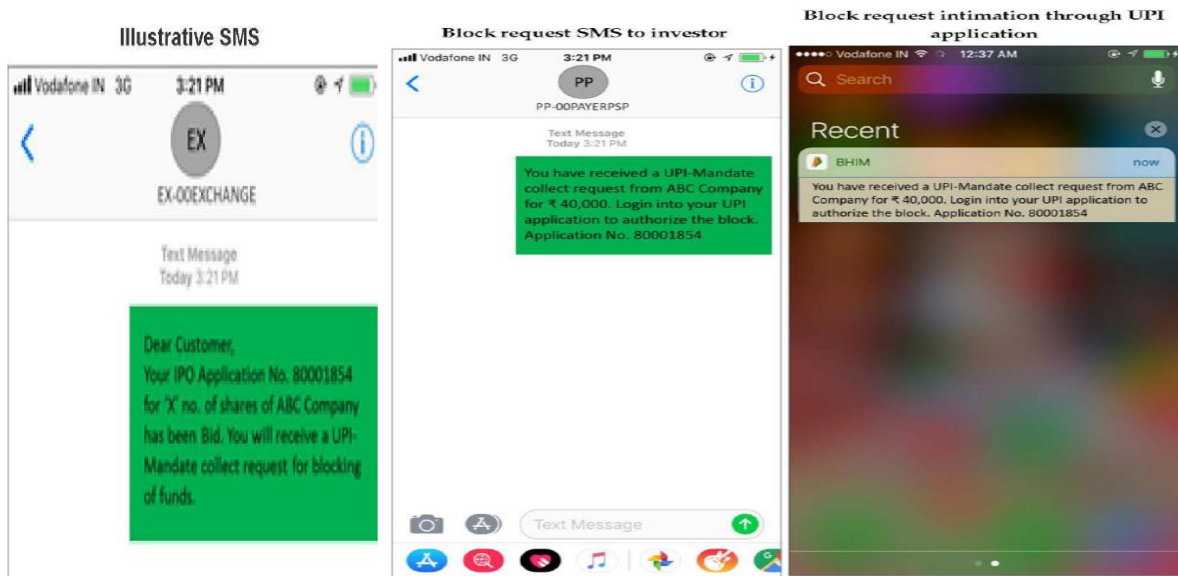 Illustrative SMS
Vodafone IN 3G
3:21 PM
EX
EX-00EXCHANGE
Text Message
Today 3:21 PM
Dear Customer,
Your IPO Application No. 80001854
for 'X' no. of shares of ABC Company
has been Bid. You will receive a UPI-
Mandate collect request for blocking
of funds.
Block request SMS to investor
Vodafone IN 3G
3:21 PM
PP
PP-00PAYERPSP
Text Message
Today 3:21 PM
You have received a UPI-Mandate
collect request from ABC Company
for ₹ 40,000. Login into your UPI
application to authorize the block.
Application No. 80001854
Text Message
Block request intimation through UPI
application
Vodafone IN
12:37 AM
Search
Recent
BHIM
now
You have received a UPI-Mandate collect request from ABC
Company for ₹ 40,000. Login into your UPI application to
authorize the block. Application No. 80001854